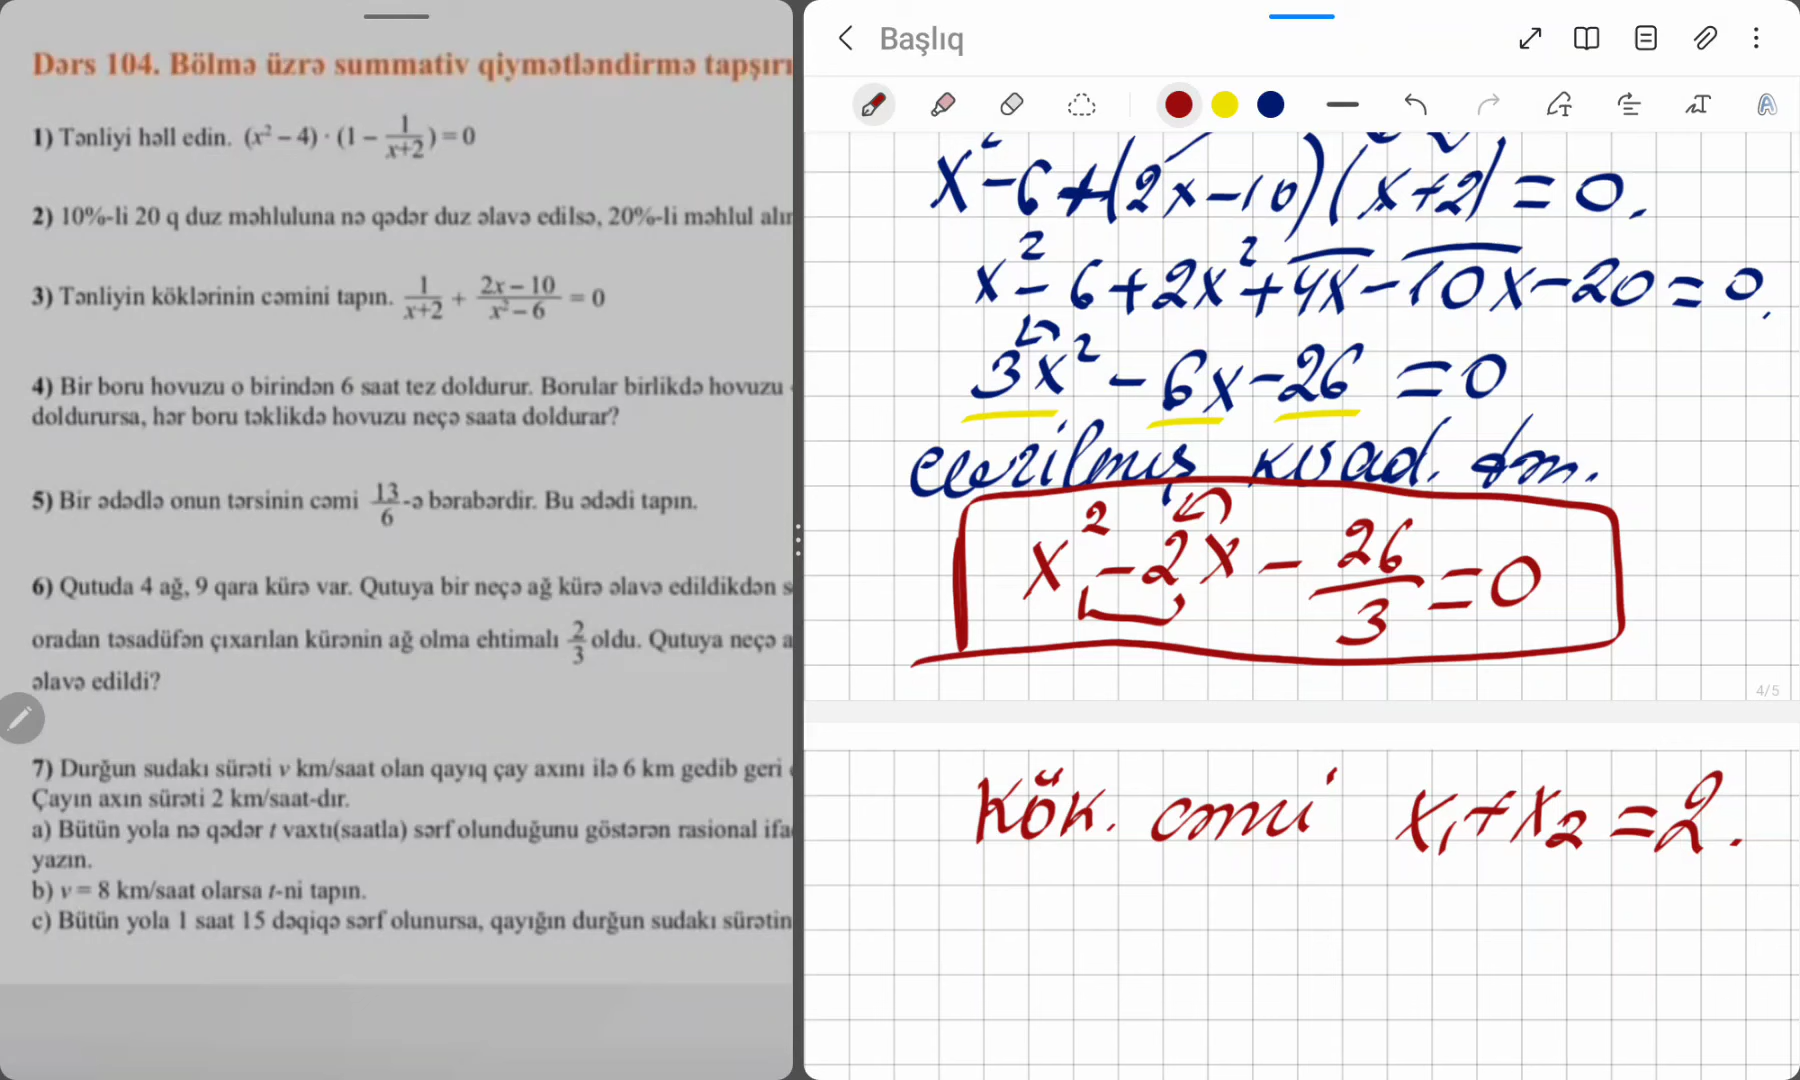 Dərs 104. Bölmə üzrə summativ qiymətləndirmə tapşırı
1) Tənliyi həll edin. (x² – 4) · (1 – 1/(x+2)) = 0
2) 10%-li 20 q duz məhluluna nə qədər duz əlavə edilsə, 20%-li məhlul alır
3) Tənliyin köklərinin cəmini tapın. 1/(x+2) + (2x – 10)/(x² – 6) = 0
4) Bir boru hovuzu o birindən 6 saat tez doldurur. Borular birlikdə hovuzu
doldurursa, hər boru təklikdə hovuzu neçə saata doldurar?
5) Bir ədədlə onun tərsinin cəmi 13/6-ə bərabərdir. Bu ədədi tapın.
6) Qutuda 4 ağ, 9 qara kürə var. Qutuya bir neçə ağ kürə əlavə edildikdən s
oradan təsadüfən çıxarılan kürənin ağ olma ehtimalı 2/3 oldu. Qutuya neçə a
əlavə edildi?
7) Durğun sudakı sürəti v km/saat olan qayıq çay axını ilə 6 km gedib geri
Çayın axın sürəti 2 km/saat-dır.
a) Bütün yola nə qədər t vaxtı(saatla) sərf olunduğunu göstərən rasional ifa
yazın.
b) v = 8 km/saat olarsa t-ni tapın.
c) Bütün yola 1 saat 15 dəqiqə sərf olunursa, qayığın durğun sudakı sürətin
Başlıq
x² – 6 + (2x – 10)(x + 2) = 0.
x² – 6 + 2x² + 4x – 10x – 20 = 0.
3x² – 6x – 26 = 0
x² – 2x – 26/3 = 0
4/5
Kök. cəmi x₁ + x₂ = 2.